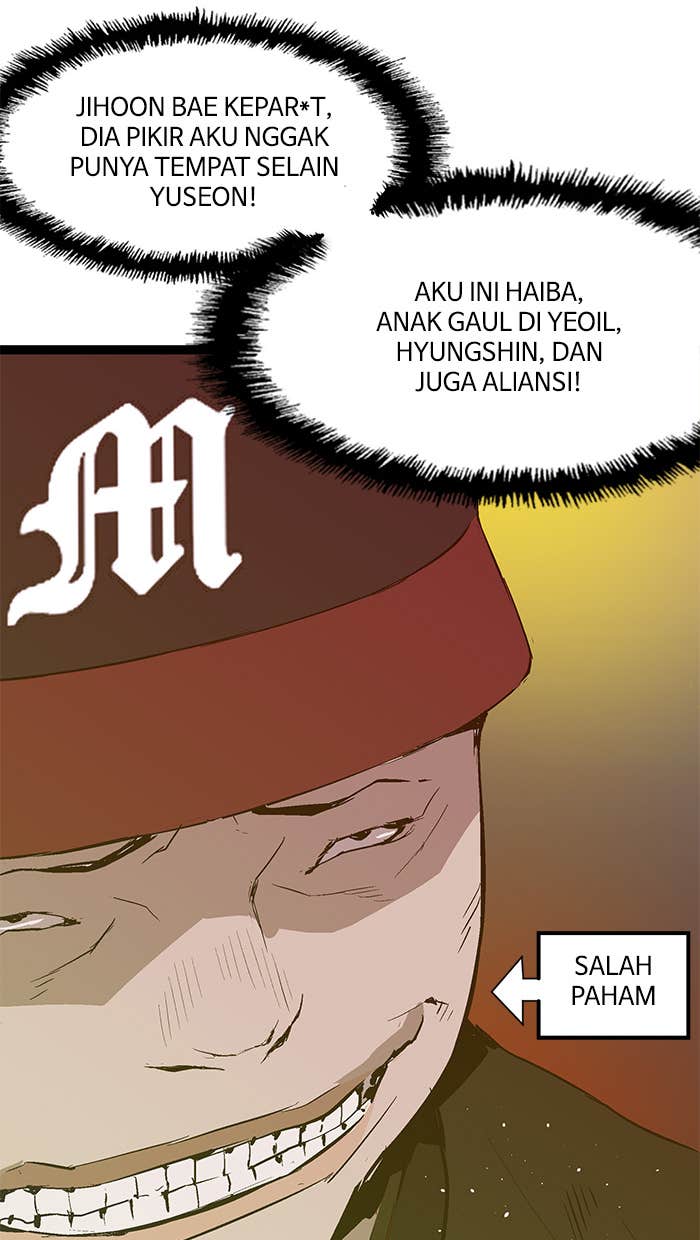 JIHOON BAE KEPAR*T,
DIA PIKIR AKU NGGAK
PUNYA TEMPAT SELAIN
YUSEON!
AKU INI HAIBA,
ANAK GAUL DI YEOIL,
HYUNGSHIN, DAN
JUGA ALIANSI!
M
SALAH
PAHAM